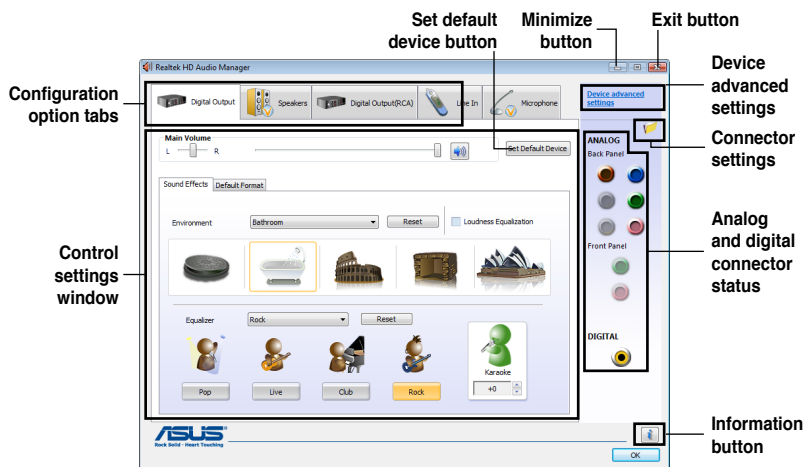 Set default
device button
Minimize
button
Exit button
Configuration
option tabs
Control
settings
window
Device
advanced
settings
Connector
settings
Analog
and digital
connector
status
Information
button
Realtek HD Audio Manager
Digital Output
Speakers
Digital Output(RCA)
Line In
Microphone
Device advanced
settings
Main Volume
L
R
Set Default Device
ANALOG
Back Panel
Sound Effects
Default Format
Environment
Bathroom
Reset
Loudness Equalization
Front Panel
Equalizer
Rock
Reset
DIGITAL
Pop
Live
Club
Rock
Karaoke
+0
ASUS
Rock Solid · Heart Touching
OK